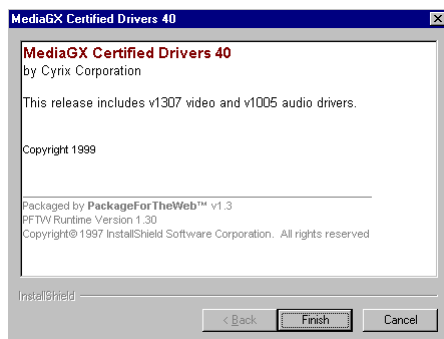 MediaGX Certified Drivers 40
MediaGX Certified Drivers 40
by Cyrix Corporation
This release includes v1307 video and v1005 audio drivers.
Copyright 1999
Packaged by PackageForTheWeb™ v1.3
PFTW Runtime Version 1.30
Copyright© 1997 InstallShield Software Corporation. All rights reserved
InstallShield
< Back Finish Cancel